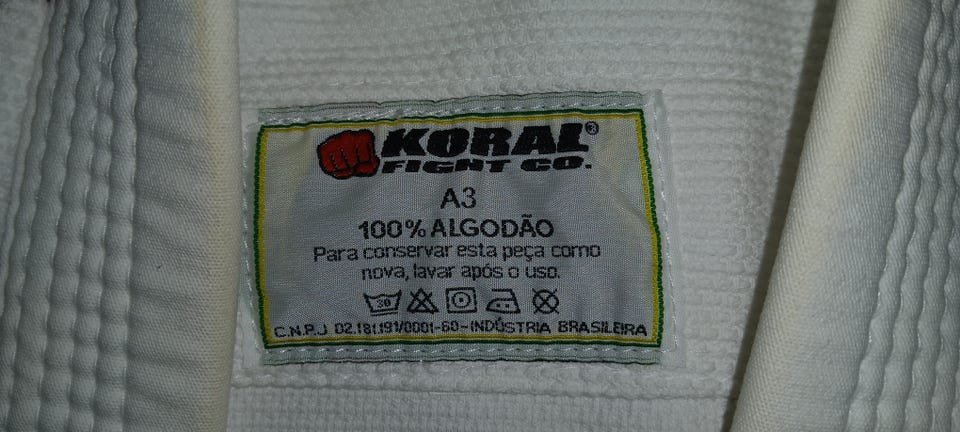 KORAL®
FIGHT CO.
A3
100% ALGODÃO
Para conservar esta peça como
nova, lavar após o uso.
30
C.N.P.J 02.181.191/0001-60-INDÚSTRIA BRASILEIRA